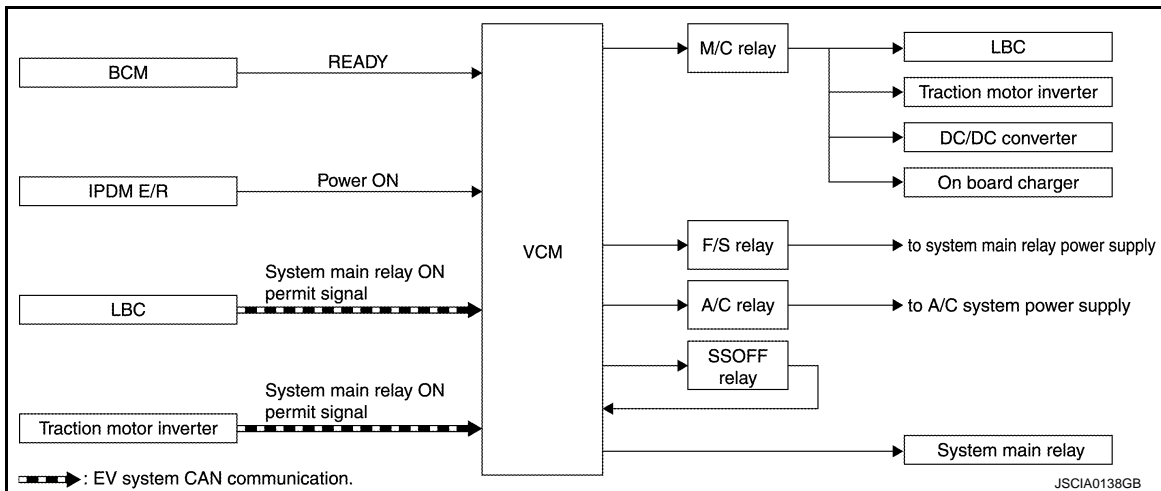 BCM
READY
IPDM E/R
Power ON
LBC
System main relay ON
permit signal
Traction motor inverter
System main relay ON
permit signal
VCM
M/C relay
LBC
Traction motor inverter
DC/DC converter
On board charger
F/S relay
to system main relay power supply
A/C relay
to A/C system power supply
SSOFF
relay
System main relay
: EV system CAN communication.
JSCIA0138GB